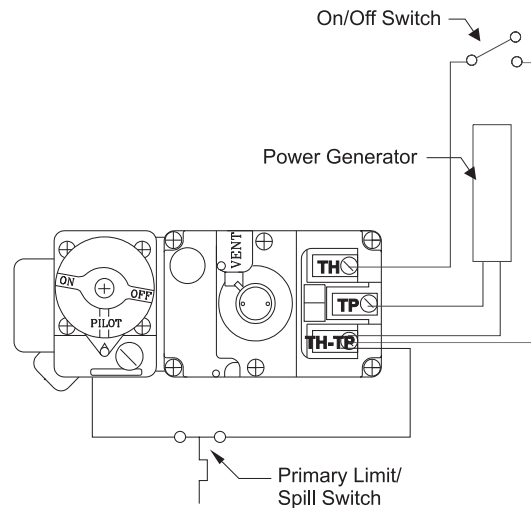 On/Off Switch
Power Generator
VENT
TH
ON
OFF
TP
PILOT
A
TH-TP
Primary Limit/
Spill Switch